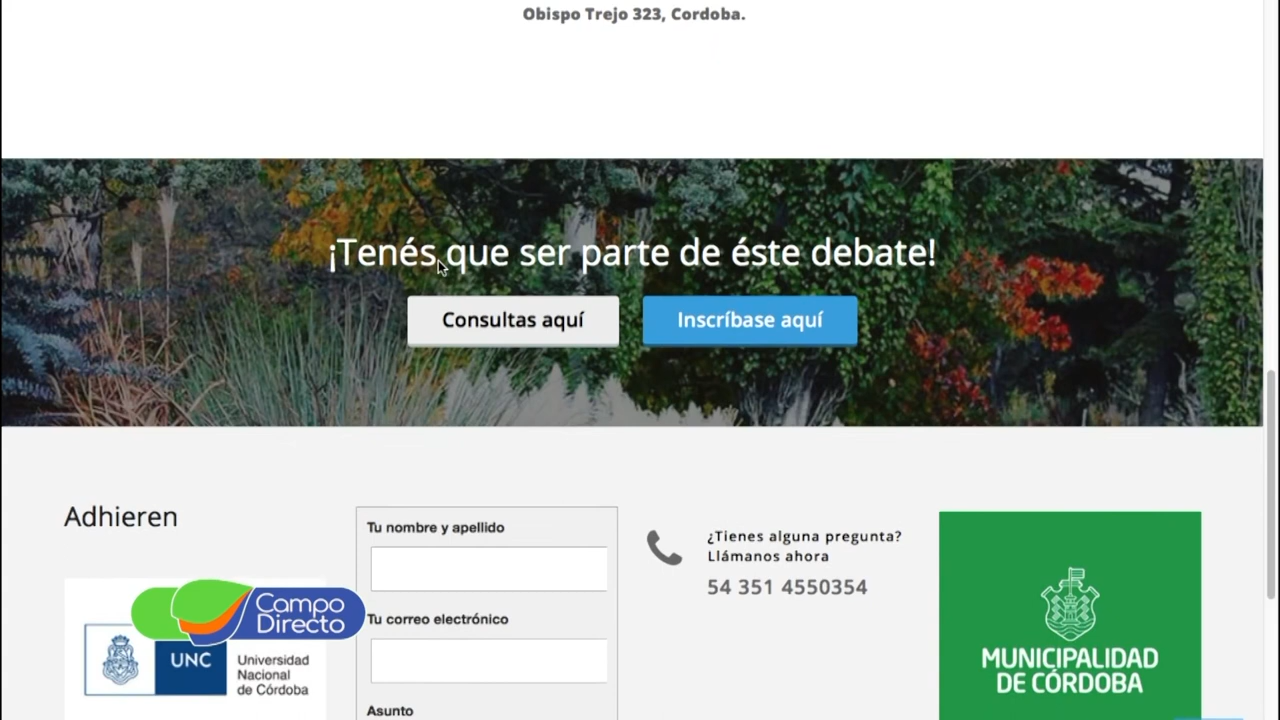 Obispo Trejo 323, Cordoba.
¡Tenés que ser parte de éste debate!
Consultas aquí
Inscríbase aquí
Adhieren
Campo
Directo
UNC
Universidad
Nacional
de Córdoba
Tu nombre y apellido
Tu correo electrónico
Asunto
¿Tienes alguna pregunta?
Llámanos ahora
54 351 4550354
MUNICIPALIDAD
DE CÓRDOBA